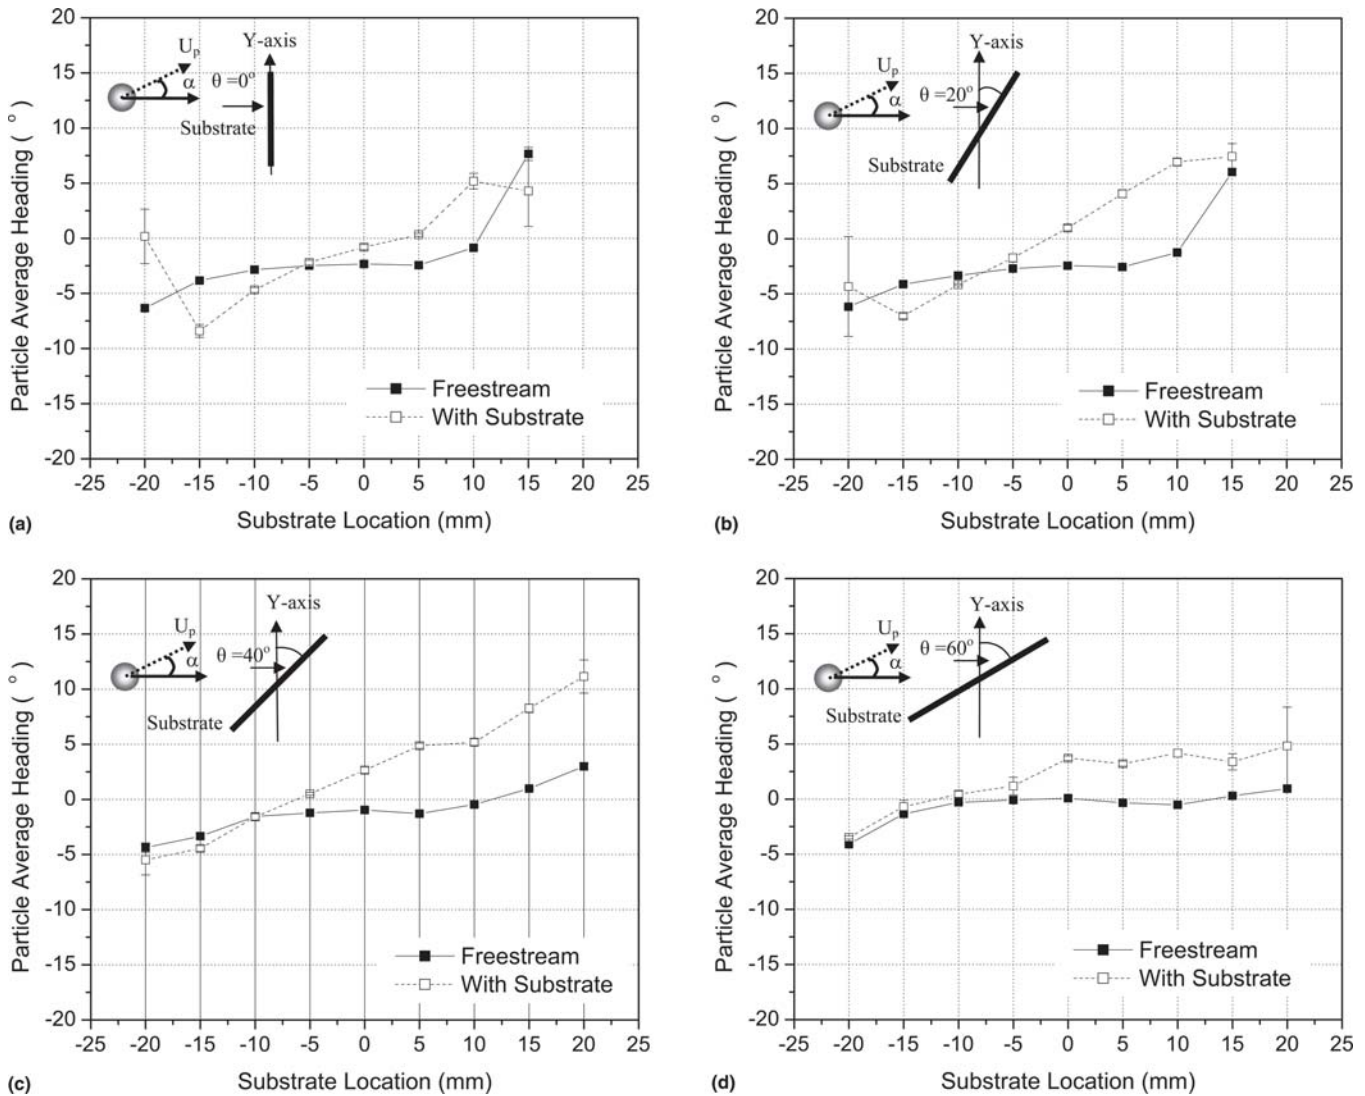 20
15
10
5
0
-5
-10
-15
-20
Particle Average Heading ( °)
Y-axis
Up
α
θ =0°
Substrate
Freestream
With Substrate
-25 -20 -15 -10 -5 0 5 10 15 20 25
Substrate Location (mm)
(a)
20
15
10
5
0
-5
-10
-15
-20
Particle Average Heading ( °)
Y-axis
Up
α
θ =20°
Substrate
Freestream
With Substrate
-25 -20 -15 -10 -5 0 5 10 15 20 25
Substrate Location (mm)
(b)
20
15
10
5
0
-5
-10
-15
-20
Particle Average Heading ( °)
Y-axis
Up
α
θ =40°
Substrate
Freestream
With Substrate
-25 -20 -15 -10 -5 0 5 10 15 20 25
Substrate Location (mm)
(c)
20
15
10
5
0
-5
-10
-15
-20
Particle Average Heading ( °)
Y-axis
Up
α
θ =60°
Substrate
Freestream
With Substrate
-25 -20 -15 -10 -5 0 5 10 15 20 25
Substrate Location (mm)
(d)